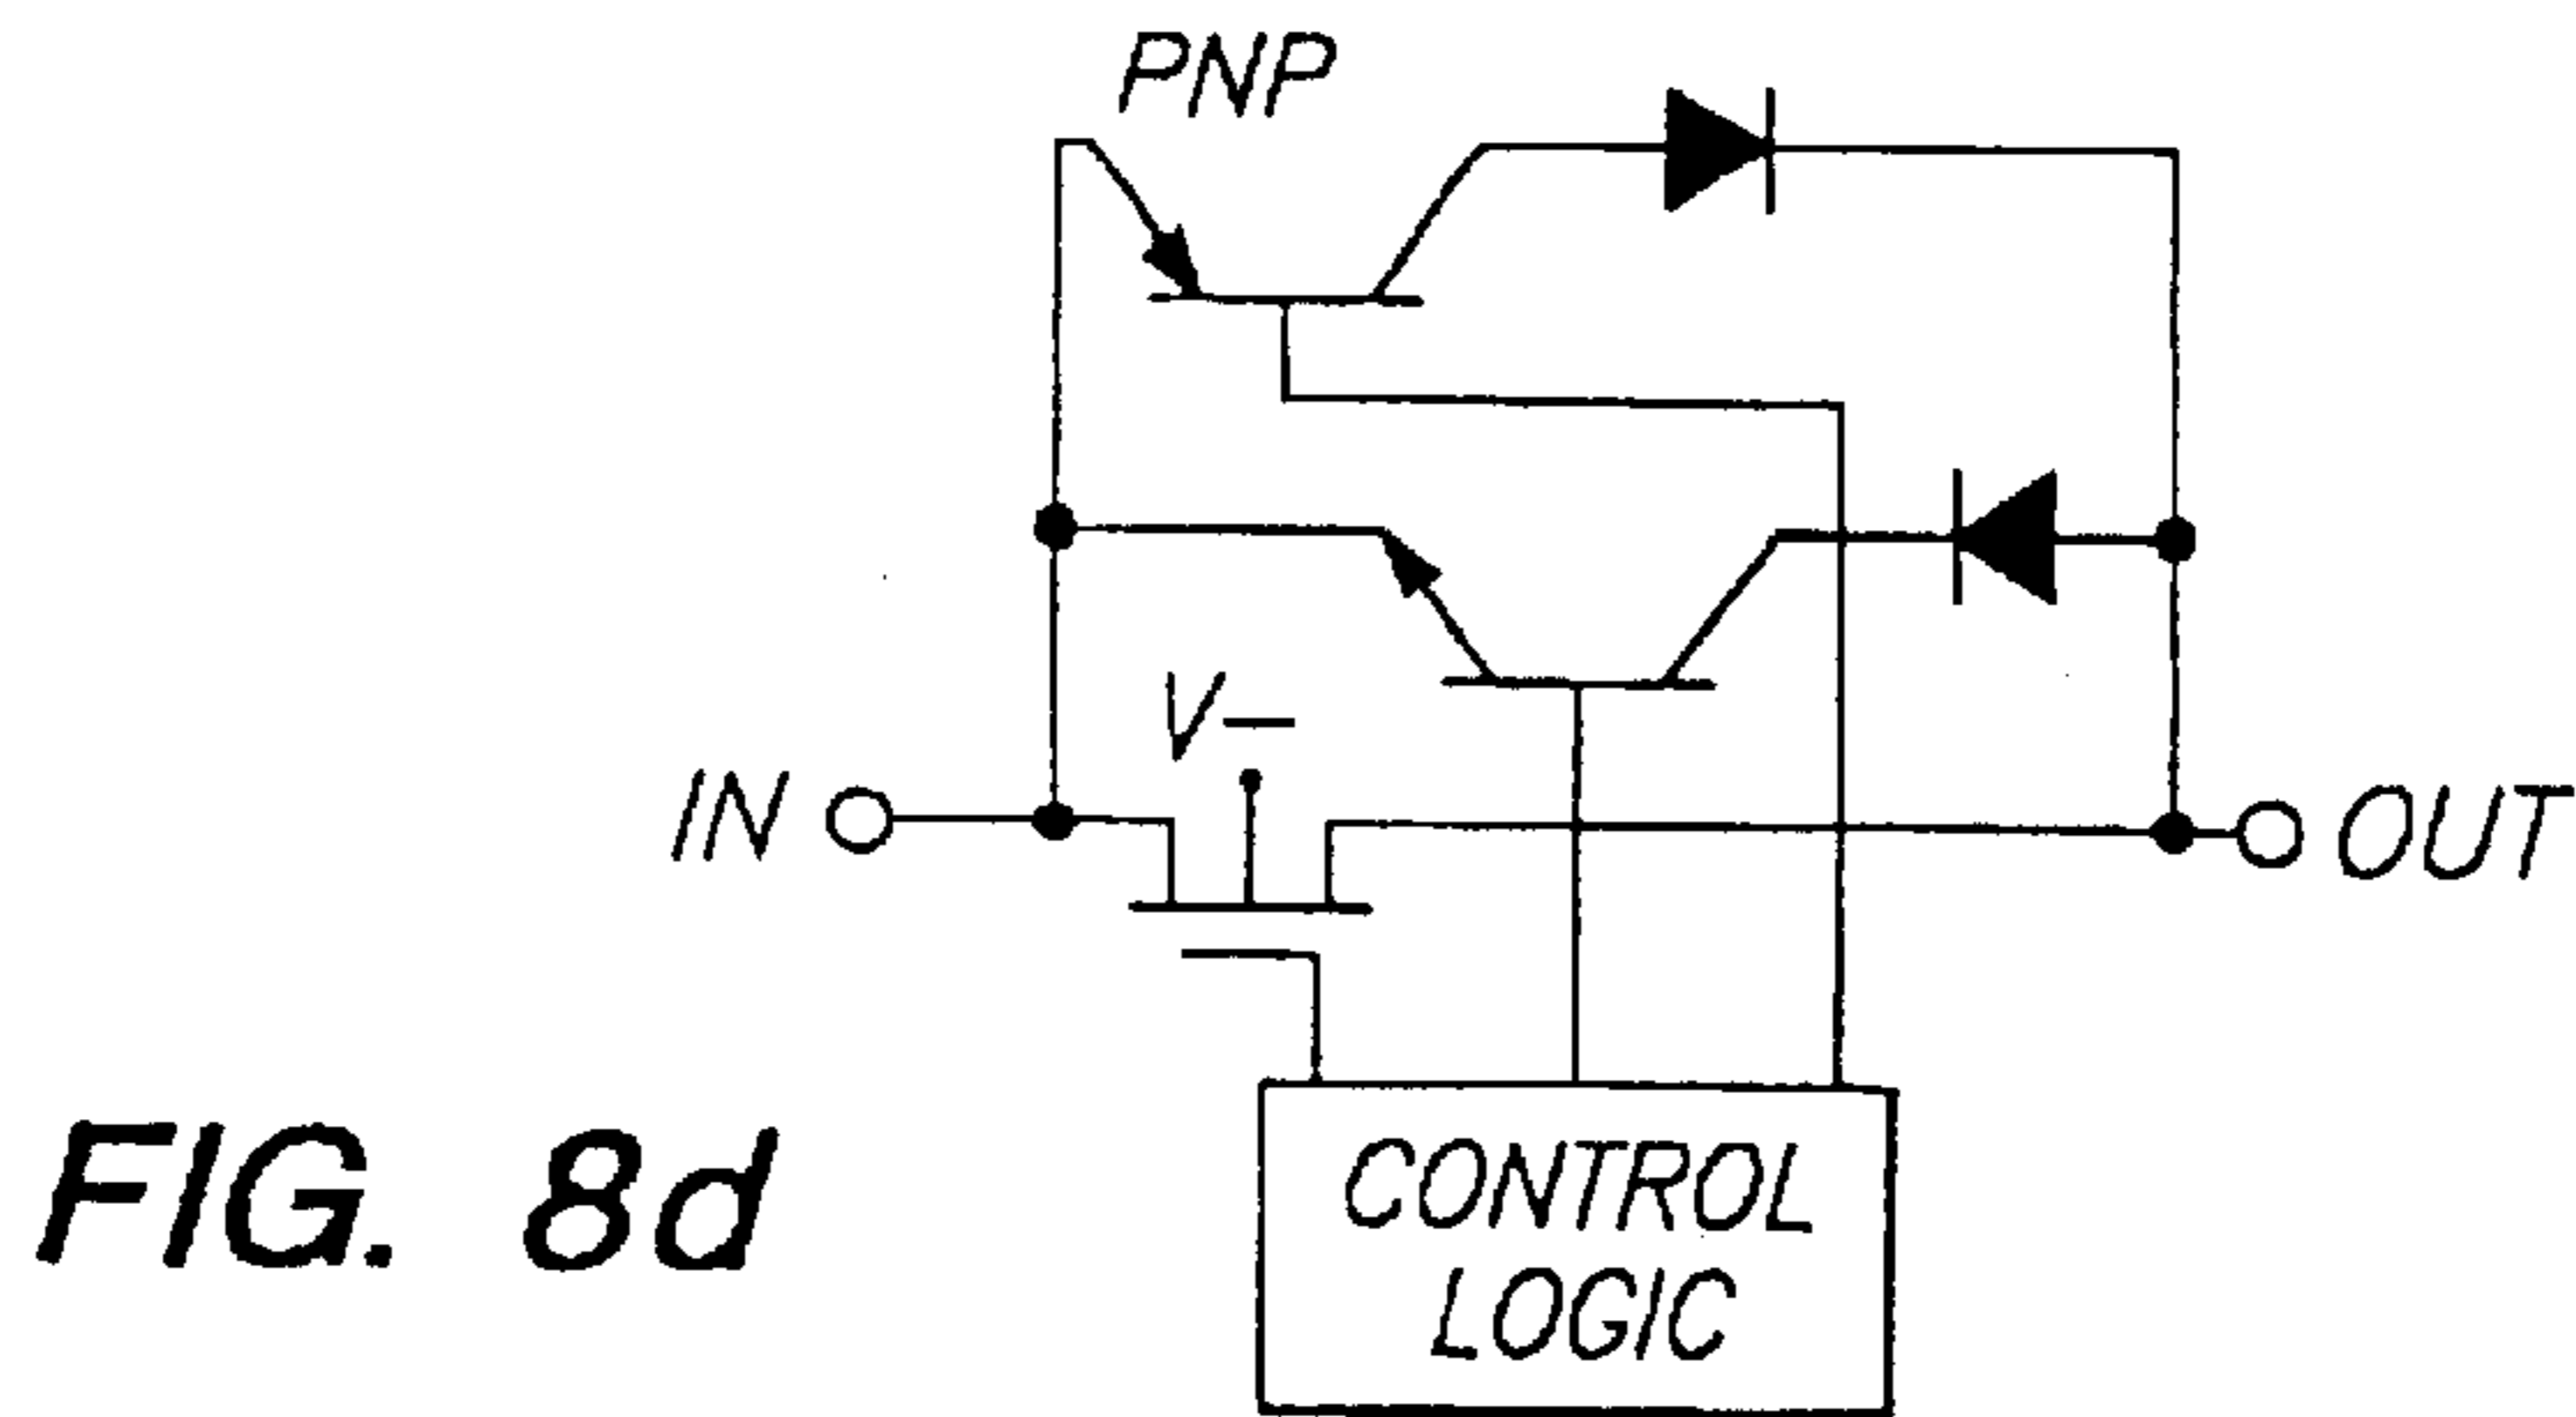 PNP
V-
IN
OUT
CONTROL
LOGIC
FIG. 8d